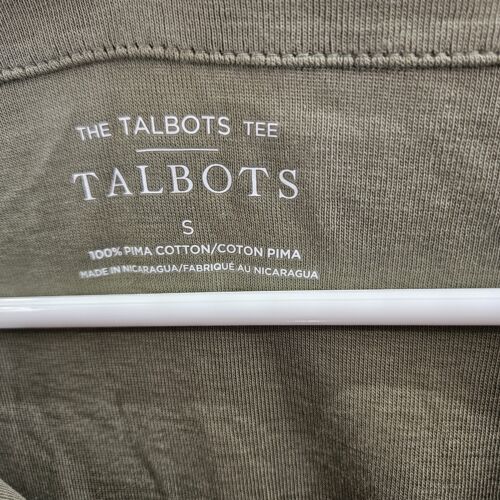 THE TALBOTS TEE
TALBOTS
S
100% PIMA COTTON/COTON PIMA
MADE IN NICARAGUA/FABRIQUÉ AU NICARAGUA